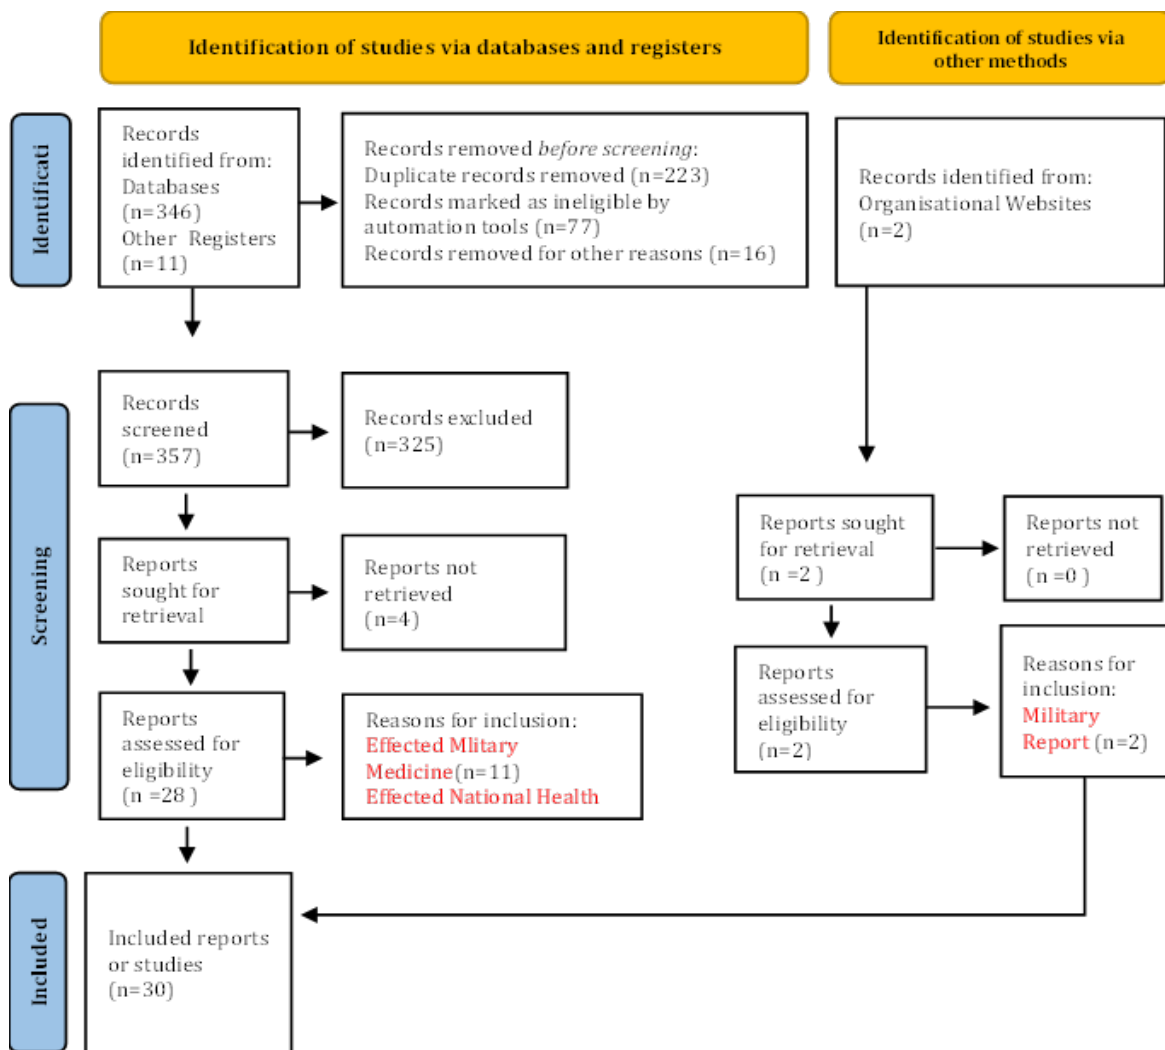 Identification of studies via databases and registers
Identification of studies via
other methods
Identificati
Records
identified from:
Databases
(n=346)
Other Registers
(n=11)
Records removed before screening:
Duplicate records removed (n=223)
Records marked as ineligible by
automation tools (n=77)
Records removed for other reasons (n=16)
Records identified from:
Organisational Websites
(n=2)
Screening
Records
screened
(n=357)
Records excluded
(n=325)
Reports
sought for
retrieval
Reports not
retrieved
(n=4)
Reports sought
for retrieval
(n =2 )
Reports not
retrieved
(n =0 )
Reports
assessed for
eligibility
(n =28 )
Reasons for inclusion:
Effected Mlitary
Medicine(n=11)
Effected National Health
Reports
assessed for
eligibility
(n=2)
Reasons for
inclusion:
Military
Report (n=2)
Included
Included reports
or studies
(n=30)